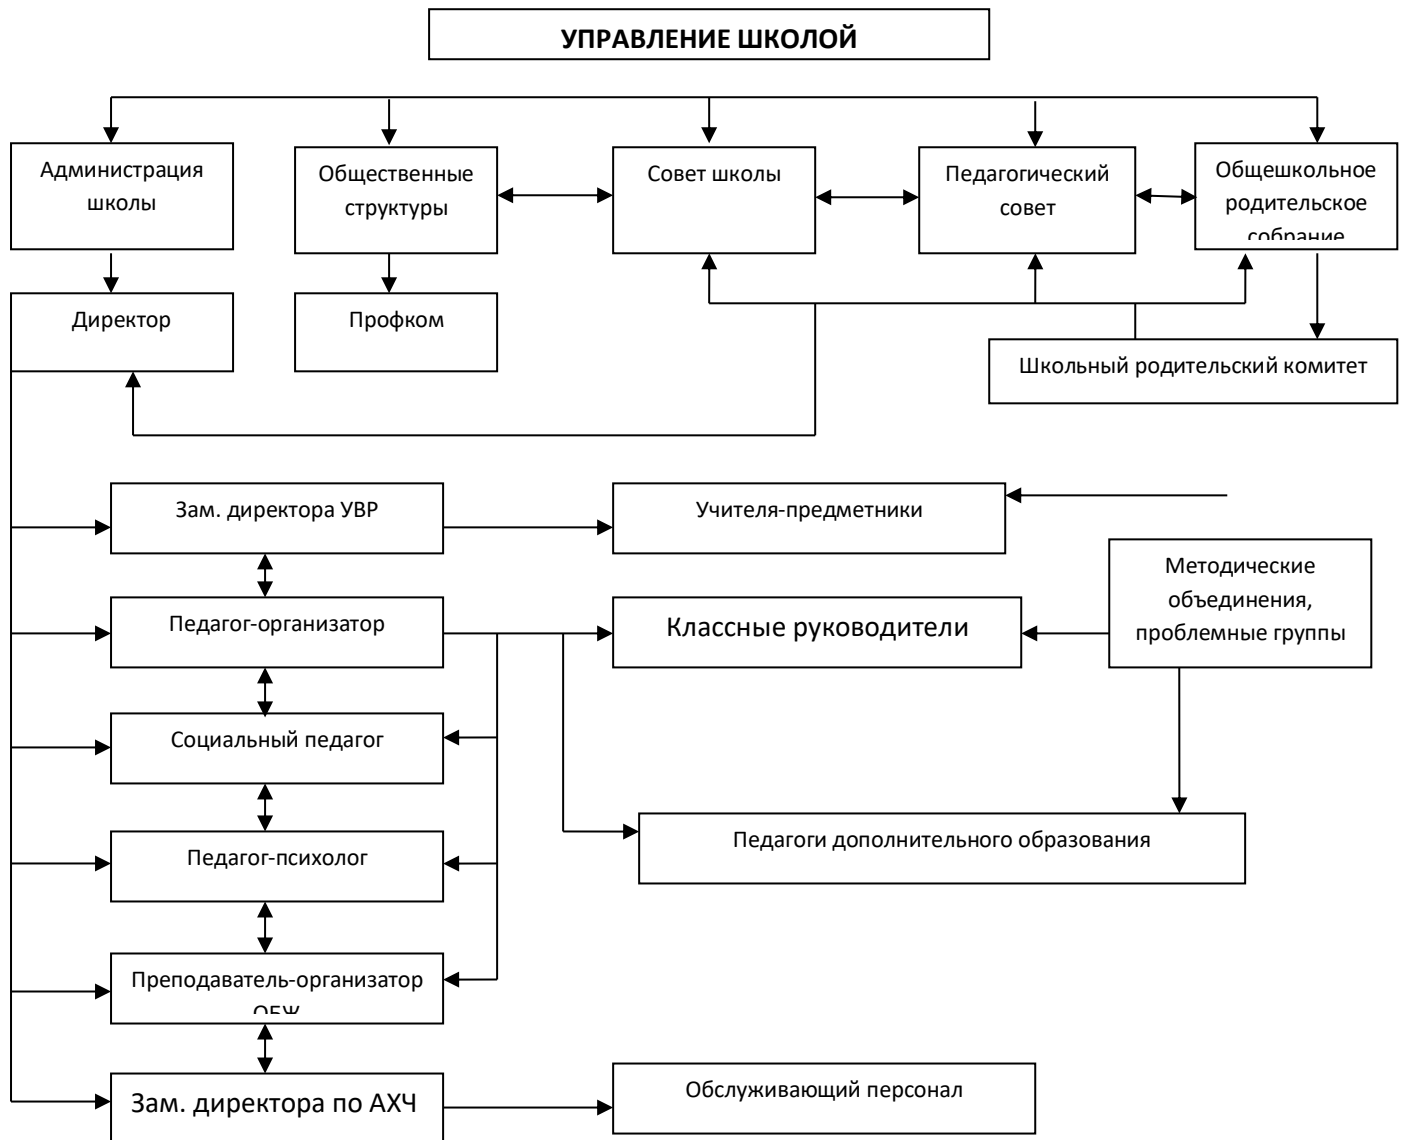 УПРАВЛЕНИЕ ШКОЛОЙ
Администрация
школы
Общественные
структуры
Совет школы
Педагогический
совет
Общешкольное
родительское
собрание
Директор
Профком
Школьный родительский комитет
Зам. директора УВР
Учителя-предметники
Методические
объединения,
проблемные группы
Педагог-организатор
Классные руководители
Социальный педагог
Педагог-психолог
Педагоги дополнительного образования
Преподаватель-организатор
ОБЖ
Зам. директора по АХЧ
Обслуживающий персонал